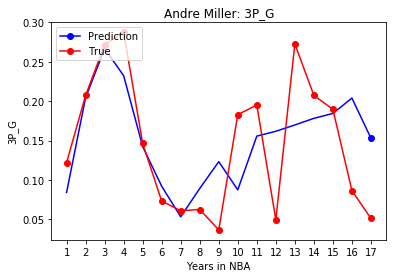 Andre Miller: 3P_G
Prediction
True
0.30
0.25
0.20
0.15
0.10
0.05
3P_G
1 2 3 4 5 6 7 8 9 10 11 12 13 14 15 16 17
Years in NBA